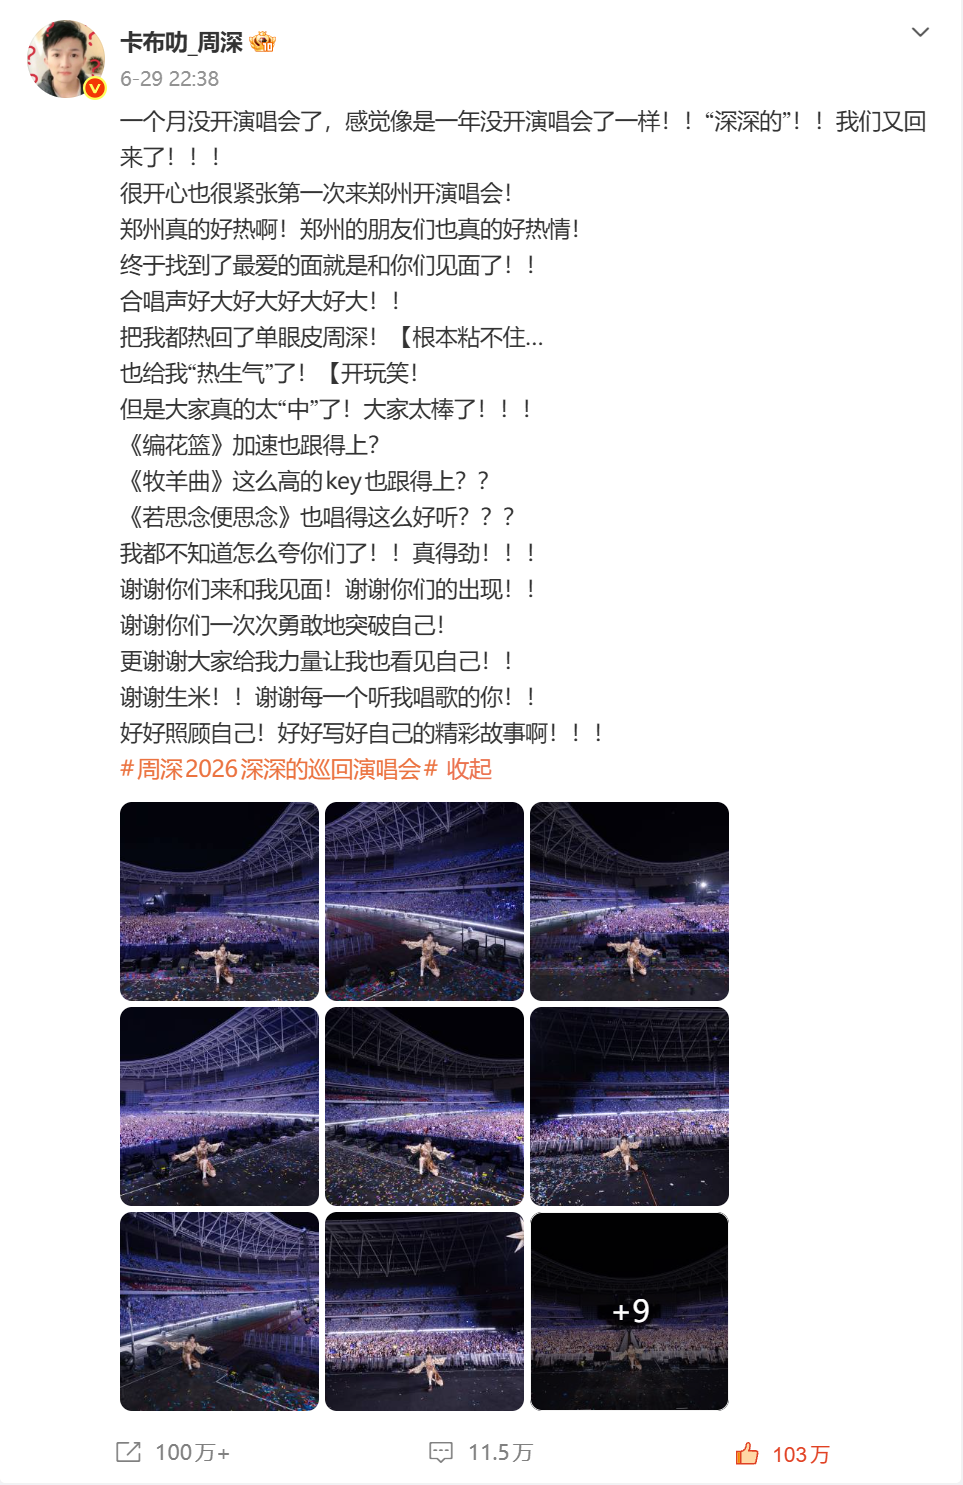 卡布叻_周深
6-29 22:38
一个月没开演唱会了，感觉像是一年没开演唱会了一样！！“深深的”！！我们又回
来了！！！
很开心也很紧张第一次来郑州开演唱会！
郑州真的好热啊！郑州的朋友们也真的好热情！
终于找到了最爱的面就是和你们见面了！！
合唱声好大好大好大好大！！
把我都热回了单眼皮周深！【根本粘不住...
也给我“热生气”了！【开玩笑！
但是大家真的太“中”了！大家太棒了！！！
《编花篮》加速也跟得上？
《牧羊曲》这么高的key也跟得上？？
《若思念便思念》也唱得这么好听？？？
我都不知道怎么夸你们了！！真得劲！！！
谢谢你们来和我见面！谢谢你们的出现！！
谢谢你们一次次勇敢地突破自己！
更谢谢大家给我力量让我也看见自己！！
谢谢生米！！谢谢每一个听我唱歌的你！！
好好照顾自己！好好写好自己的精彩故事啊！！！
#周深2026深深的巡回演唱会# 收起
+9
100万+
11.5万
103万